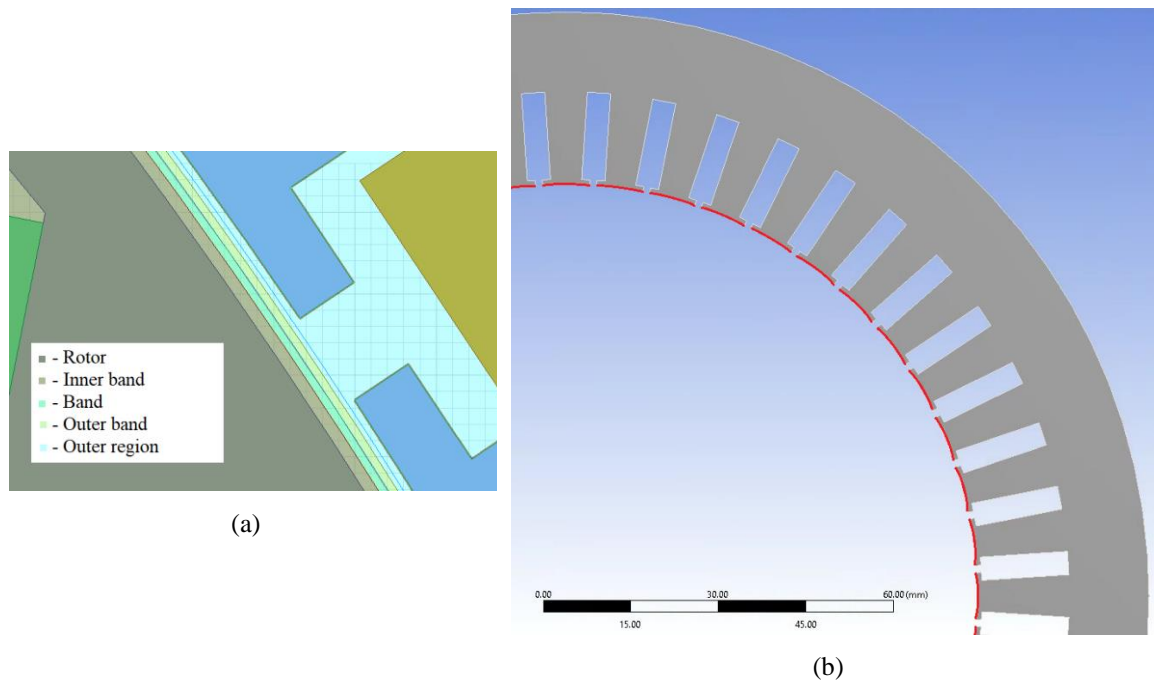 - Rotor
- Inner band
- Band
- Outer band
- Outer region
(a)
0.00 30.00 60.00 (mm)
15.00 45.00
(b)